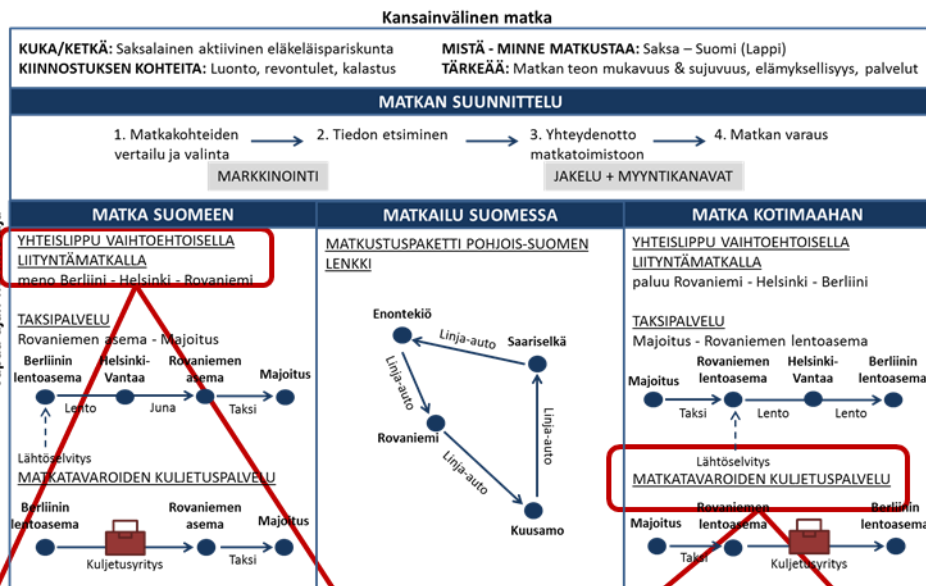 Kansainvälinen matka
KUKA/KETKÄ: Saksalainen aktiivinen eläkeläispariskunta
KIINNOSTUKSEN KOHTEITA: Luonto, revontulet, kalastus
MISTÄ - MINNE MATKUSTAA: Saksa – Suomi (Lappi)
TÄRKEÄÄ: Matkan teon mukavuus & sujuvuus, elämyksellisyys, palvelut
MATKAN SUUNNITTELU
1. Matkakohteiden
vertailu ja valinta
2. Tiedon etsiminen
3. Yhteydenotto
matkatoimistoon
4. Matkan varaus
MARKKINOINTI
JAKELU + MYYNTIKANAVAT
MATKA SUOMEEN
YHTEISLIPPU VAIHTOEHTOISELLA
LIITYNTÄMATKALLA
meno Berliini - Helsinki - Rovaniemi
TAKSIPALVELU
Rovaniemen asema - Majoitus
Berliinin
lentoasema
Helsinki-
Vantaa
Rovaniemen
asema
Majoitus
Lento
Juna
Taksi
Lähtöselvitys
MATKATAVAROIDEN KULJETUSPALVELU
Berliinin
lentoasema
Rovaniemen
asema
Majoitus
Kuljetusyritys
Taksi
MATKAILU SUOMESSA
MATKUSTUSPAKETTI POHJOIS-SUOMEN
LENKKI
Enontekiö
Linja-auto
Saariselkä
Linja-auto
Linja-auto
Rovaniemi
Linja-auto
Kuusamo
MATKA KOTIMAAHAN
YHTEISLIPPU VAIHTOEHTOISELLA
LIITYNTÄMATKALLA
paluu Rovaniemi - Helsinki - Berliini
TAKSIPALVELU
Majoitus - Rovaniemen lentoasema
Majoitus
Rovaniemen
lentoasema
Helsinki-
Vantaa
Berliinin
lentoasema
Taksi
Lento
Lento
Lähtöselvitys
MATKATAVAROIDEN KULJETUSPALVELU
Majoitus
Rovaniemen
lentoasema
Berliinin
lentoasema
Taksi
Kuljetusyritys